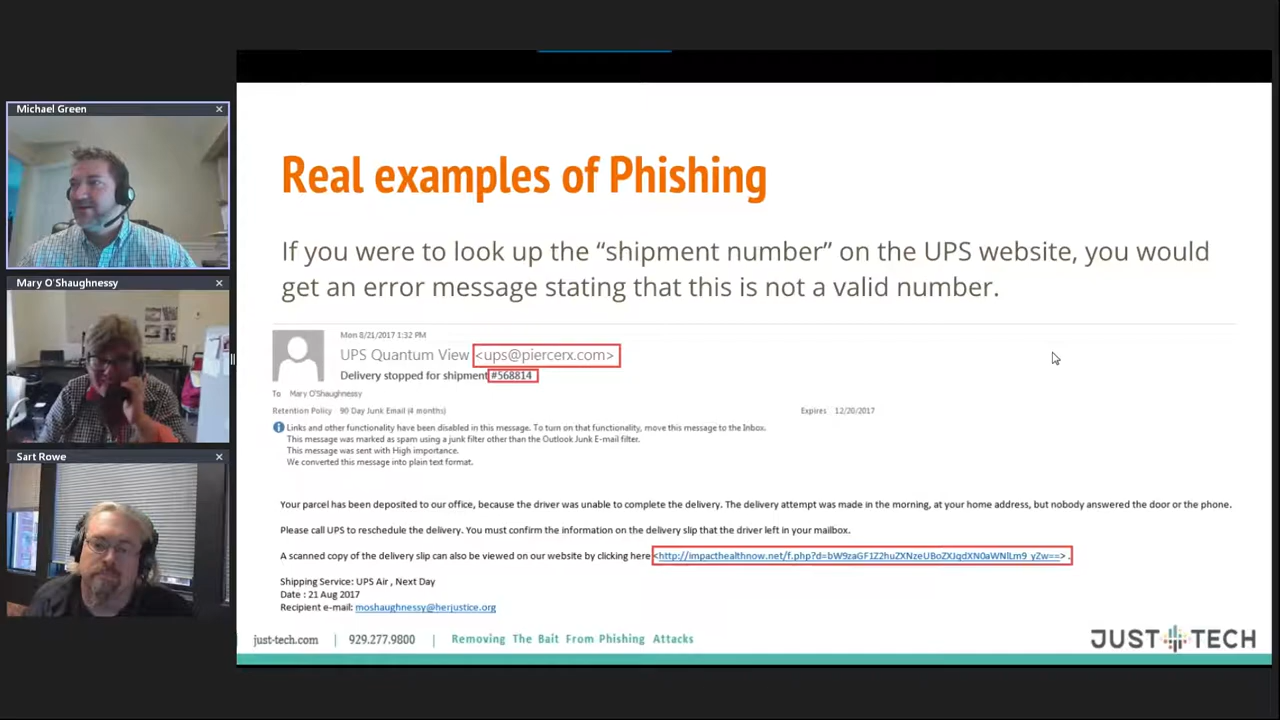 Michael Green
Mary O'Shaughnessy
Sart Rowe
Real examples of Phishing
If you were to look up the “shipment number” on the UPS website, you would
get an error message stating that this is not a valid number.
Mon 8/21/2017 1:32 PM
UPS Quantum View <ups@piercerx.com>
Delivery stopped for shipment #568814
To Mary O'Shaughnessy
Retention Policy 90 Day Junk Email (4 months) Expires 12/20/2017
Links and other functionality have been disabled in this message. To turn on that functionality, move this message to the Inbox.
This message was marked as spam using a junk filter other than the Outlook Junk E-mail filter.
This message was sent with High importance.
We converted this message into plain text format.
Your parcel has been deposited to our office, because the driver was unable to complete the delivery. The delivery attempt was made in the morning, at your home address, but nobody answered the door or the phone.
Please call UPS to reschedule the delivery. You must confirm the information on the delivery slip that the driver left in your mailbox.
A scanned copy of the delivery slip can also be viewed on our website by clicking here
Shipping Service: UPS Air , Next Day
Date : 21 Aug 2017
Recipient e-mail: moshaughnessy@herjustice.org
just-tech.com | 929.277.9800 | Removing The Bait From Phishing Attacks
JUST TECH